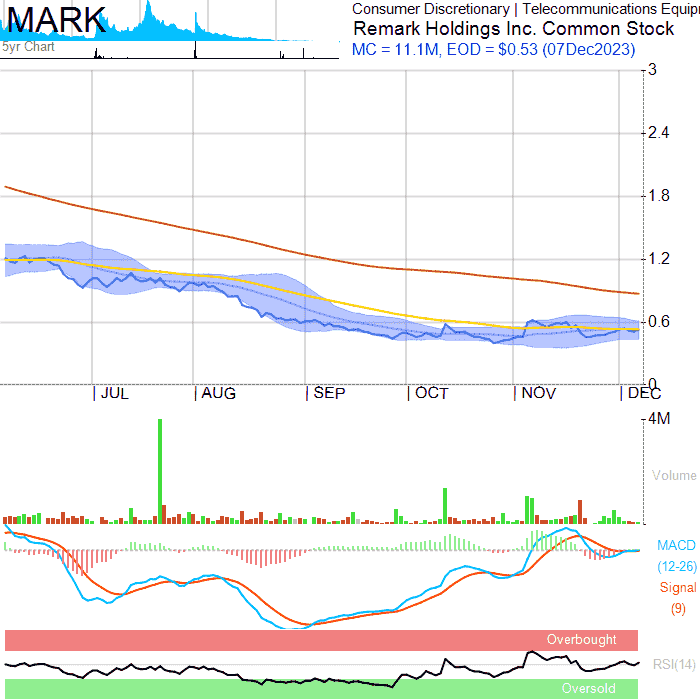 MARK
5yr Chart
Consumer Discretionary | Telecommunications Equip
Remark Holdings Inc. Common Stock
MC = 11.1M, EOD = $0.53 (07Dec2023)
3
2.4
1.8
1.2
0.6
0
JUL AUG SEP OCT NOV DEC
4M
Volume
MACD
(12-26)
Signal
(9)
Overbought
RSI(14)
Oversold